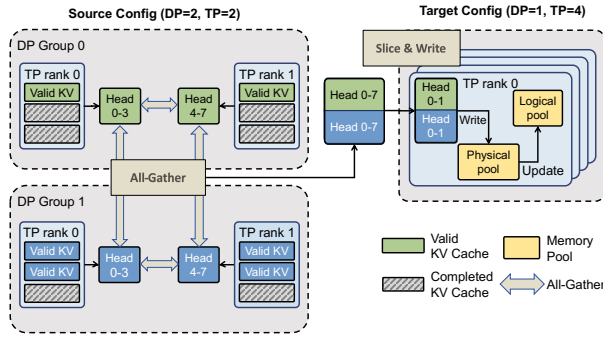 Source Config (DP=2, TP=2)
DP Group 0
TP rank 0
Valid KV
Head
0-3
Head
4-7
TP rank 1
Valid KV
All-Gather
DP Group 1
TP rank 0
Valid KV
Valid KV
Head
0-3
Head
4-7
TP rank 1
Valid KV
Valid KV
Head 0-7
Head 0-7
Target Config (DP=1, TP=4)
Slice & Write
TP rank 0
Head
0-1
Head
0-1
Write
Physical
pool
Logical
pool
Update
Valid
KV Cache
Memory
Pool
Completed
KV Cache
All-Gather